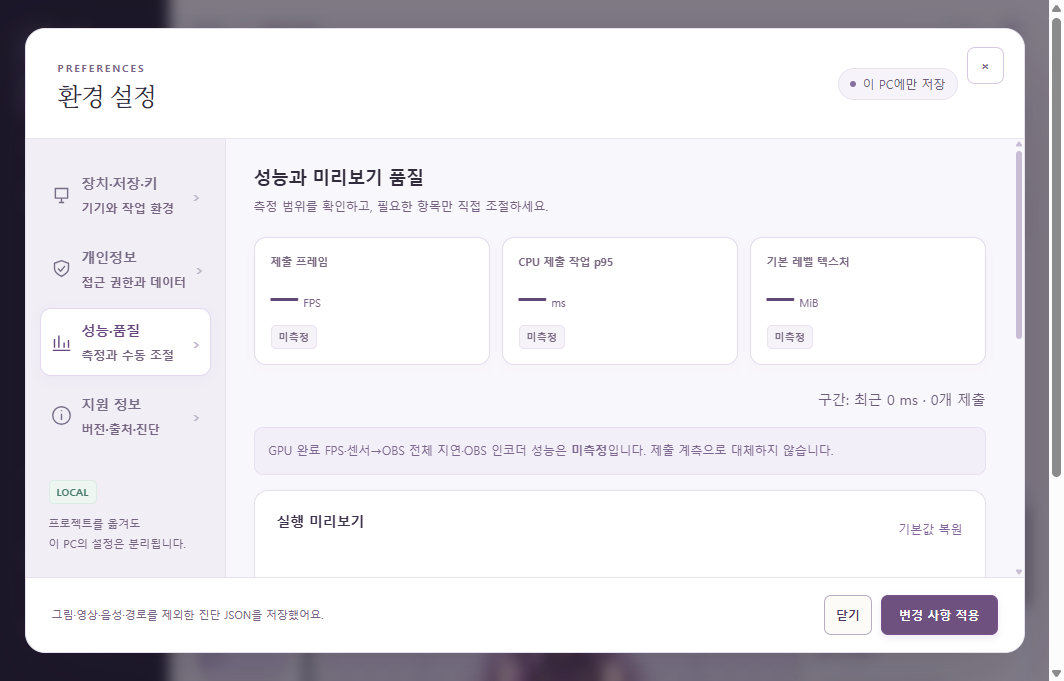 PREFERENCES
환경 설정
이 PC에만 저장
×
장치·저장·키
기기와 작업 환경
개인정보
접근 권한과 데이터
성능·품질
측정과 수동 조절
지원 정보
버전·출처·진단
LOCAL
프로젝트를 옮겨도
이 PC의 설정은 분리됩니다.
성능과 미리보기 품질
측정 범위를 확인하고, 필요한 항목만 직접 조절하세요.
제출 프레임
— FPS
미측정
CPU 제출 작업 p95
— ms
미측정
기본 레벨 텍스처
— MiB
미측정
구간: 최근 0 ms · 0개 제출
GPU 완료 FPS·센서→OBS 전체 지연·OBS 인코더 성능은 미측정입니다. 제출 계측으로 대체하지 않습니다.
실행 미리보기
기본값 복원
그림·영상·음성·경로를 제외한 진단 JSON을 저장했어요.
닫기
변경 사항 적용